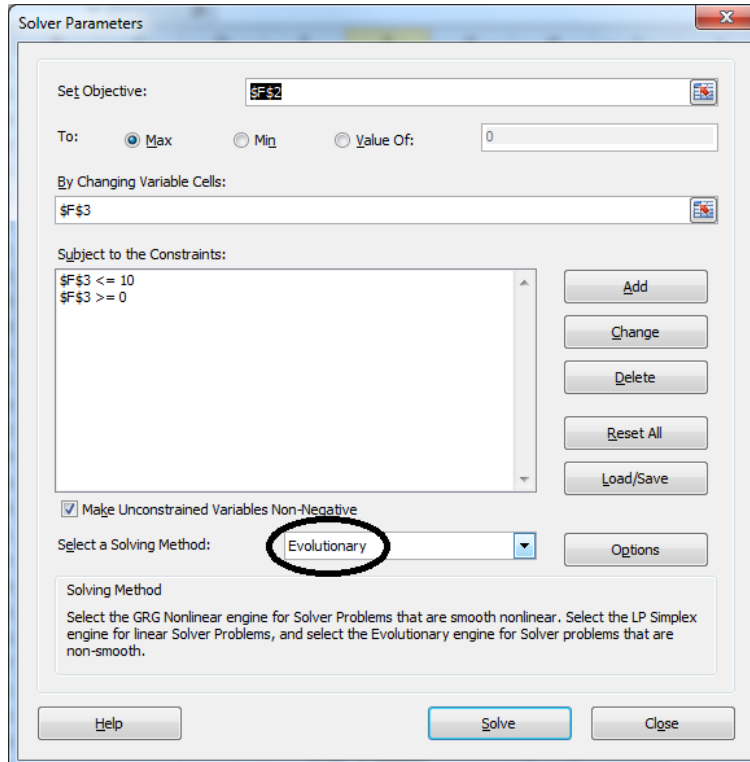 Solver Parameters
Set Objective:
$F$2
To:
Max
Min
Value Of:
0
By Changing Variable Cells:
$F$3
Subject to the Constraints:
$F$3 <= 10
$F$3 >= 0
Add
Change
Delete
Reset All
Load/Save
Make Unconstrained Variables Non-Negative
Select a Solving Method:
Evolutionary
Options
Solving Method
Select the GRG Nonlinear engine for Solver Problems that are smooth nonlinear. Select the LP Simplex
engine for linear Solver Problems, and select the Evolutionary engine for Solver problems that are
non-smooth.
Help
Solve
Close